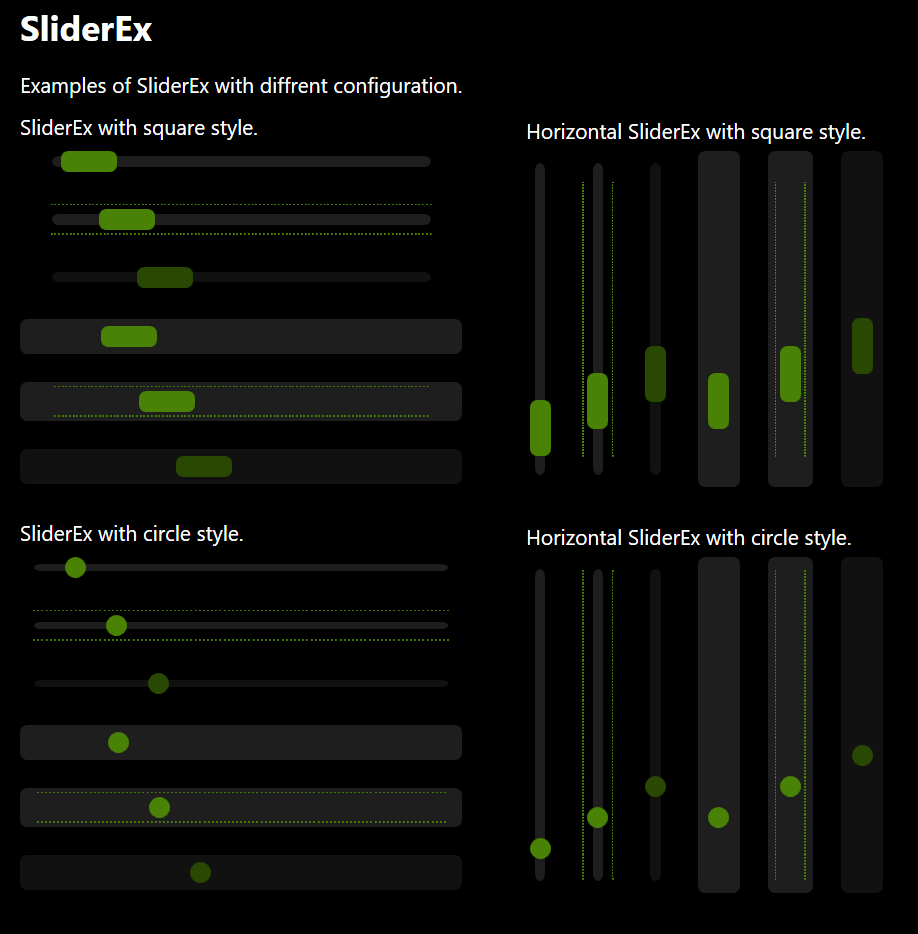 SliderEx
Examples of SliderEx with diffrent configuration.
SliderEx with square style.
Horizontal SliderEx with square style.
SliderEx with circle style.
Horizontal SliderEx with circle style.